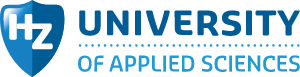 HZ
UNIVERSITY
OF APPLIED SCIENCES